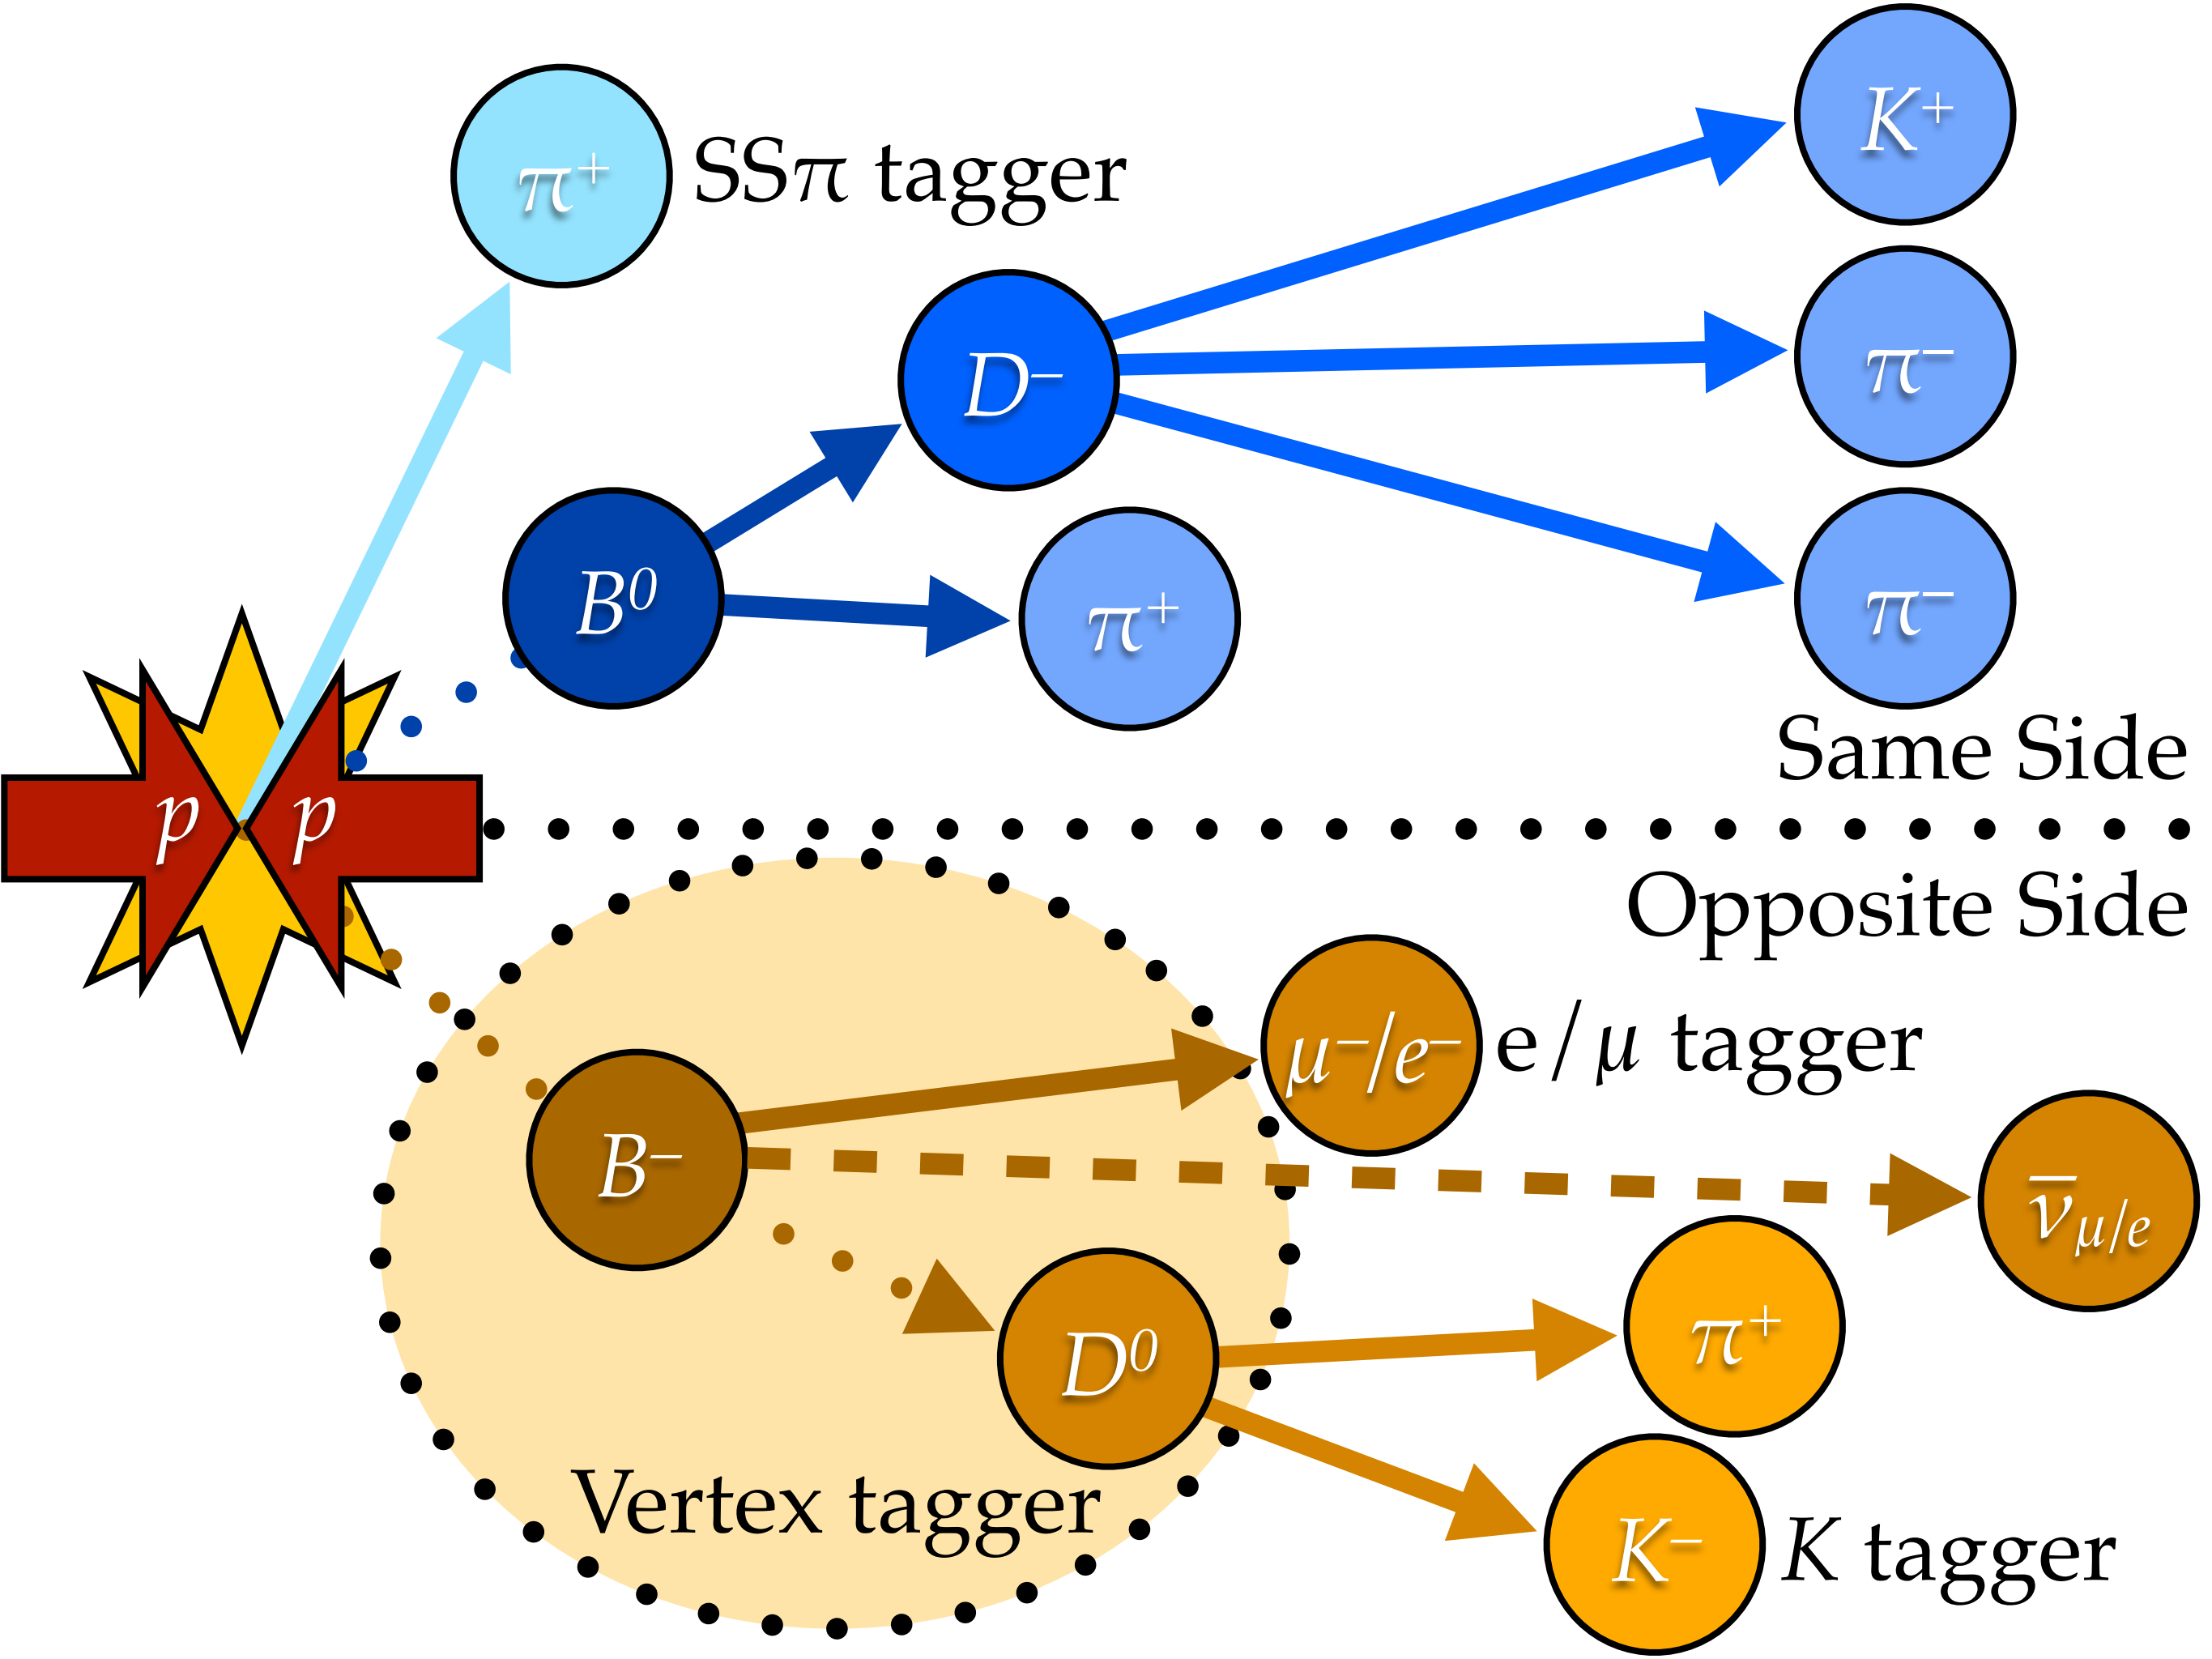 K⁺
π⁺ SSπ tagger
π⁻
D⁻
B⁰
π⁺
π⁻
Same Side
p p
Opposite Side
μ⁻/e⁻ e/μ tagger
B⁻
ν̅ μ/e
π⁺
D⁰
Vertex tagger
K⁻ K tagger